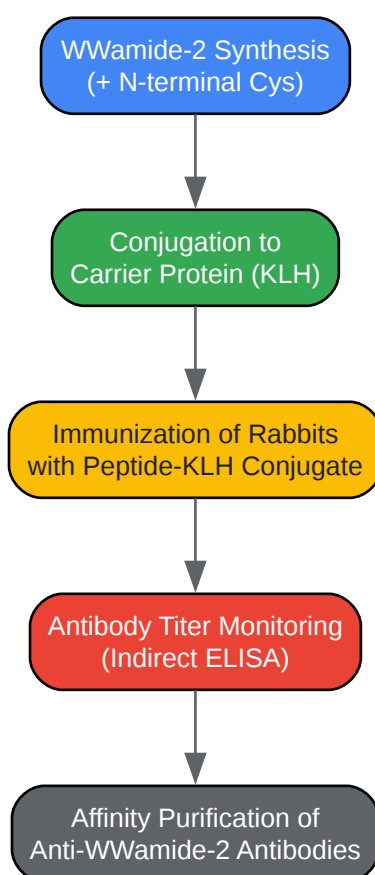 WWamide-2 Synthesis
(+ N-terminal Cys)
Conjugation to
Carrier Protein (KLH)
Immunization of Rabbits
with Peptide-KLH Conjugate
Antibody Titer Monitoring
(Indirect ELISA)
Affinity Purification of
Anti-WWamide-2 Antibodies